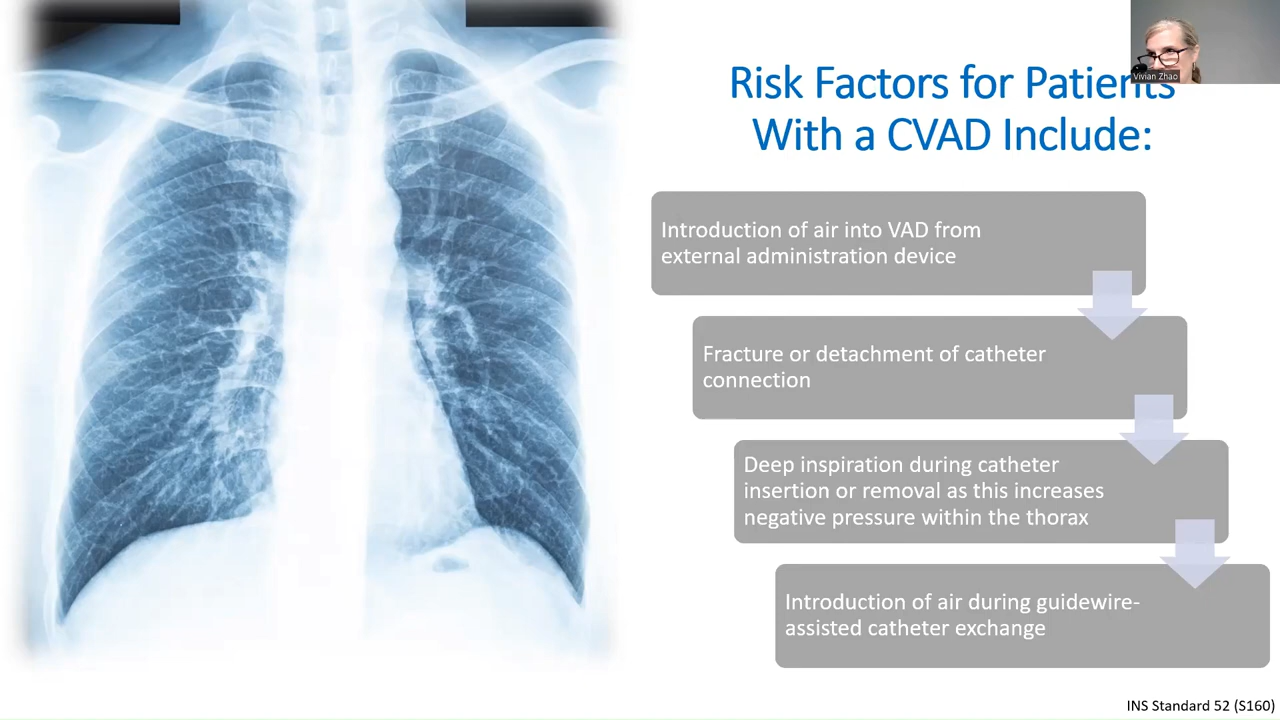 Risk Factors for Patients
With a CVAD Include:
Vivian Zhao
Introduction of air into VAD from
external administration device
Fracture or detachment of catheter
connection
Deep inspiration during catheter
insertion or removal as this increases
negative pressure within the thorax
Introduction of air during guidewire-
assisted catheter exchange
INS Standard 52 (S160)